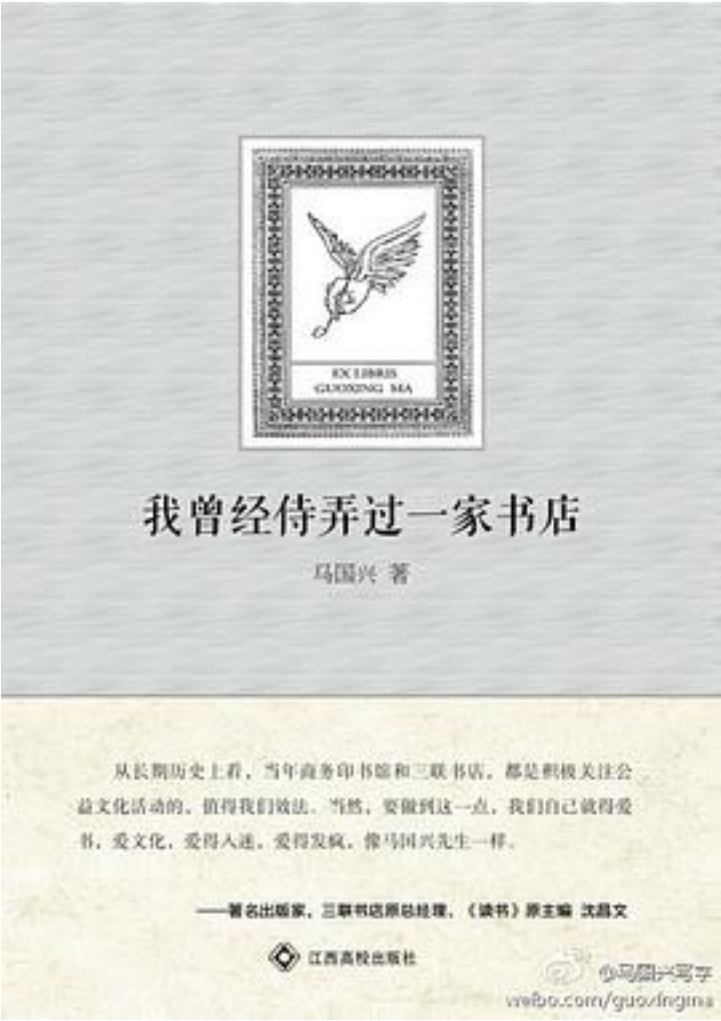 EX LIBRIS
GUOXING MA
我曾经侍弄过一家书店
马国兴 著
从长期历史上看，当年商务印书馆和三联书店，都是积极关注公
益文化活动的，值得我们效法。当然，要做到这一点，我们自己就得爱
书，爱文化，爱得入迷，爱得发疯，像马国兴先生一样。
——著名出版家，三联书店原总经理，《读书》原主编 沈昌文
江西高校出版社
@马国兴写字
weibo.com/guoxingma